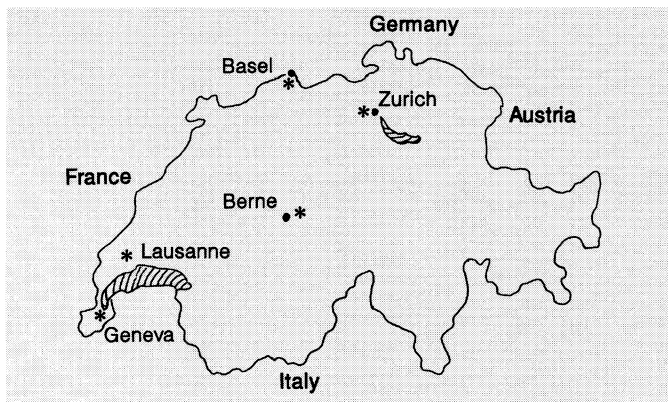 Germany
Basel
*
* Zurich
Austria
France
Berne
*
* Lausanne
*
Geneva
Italy